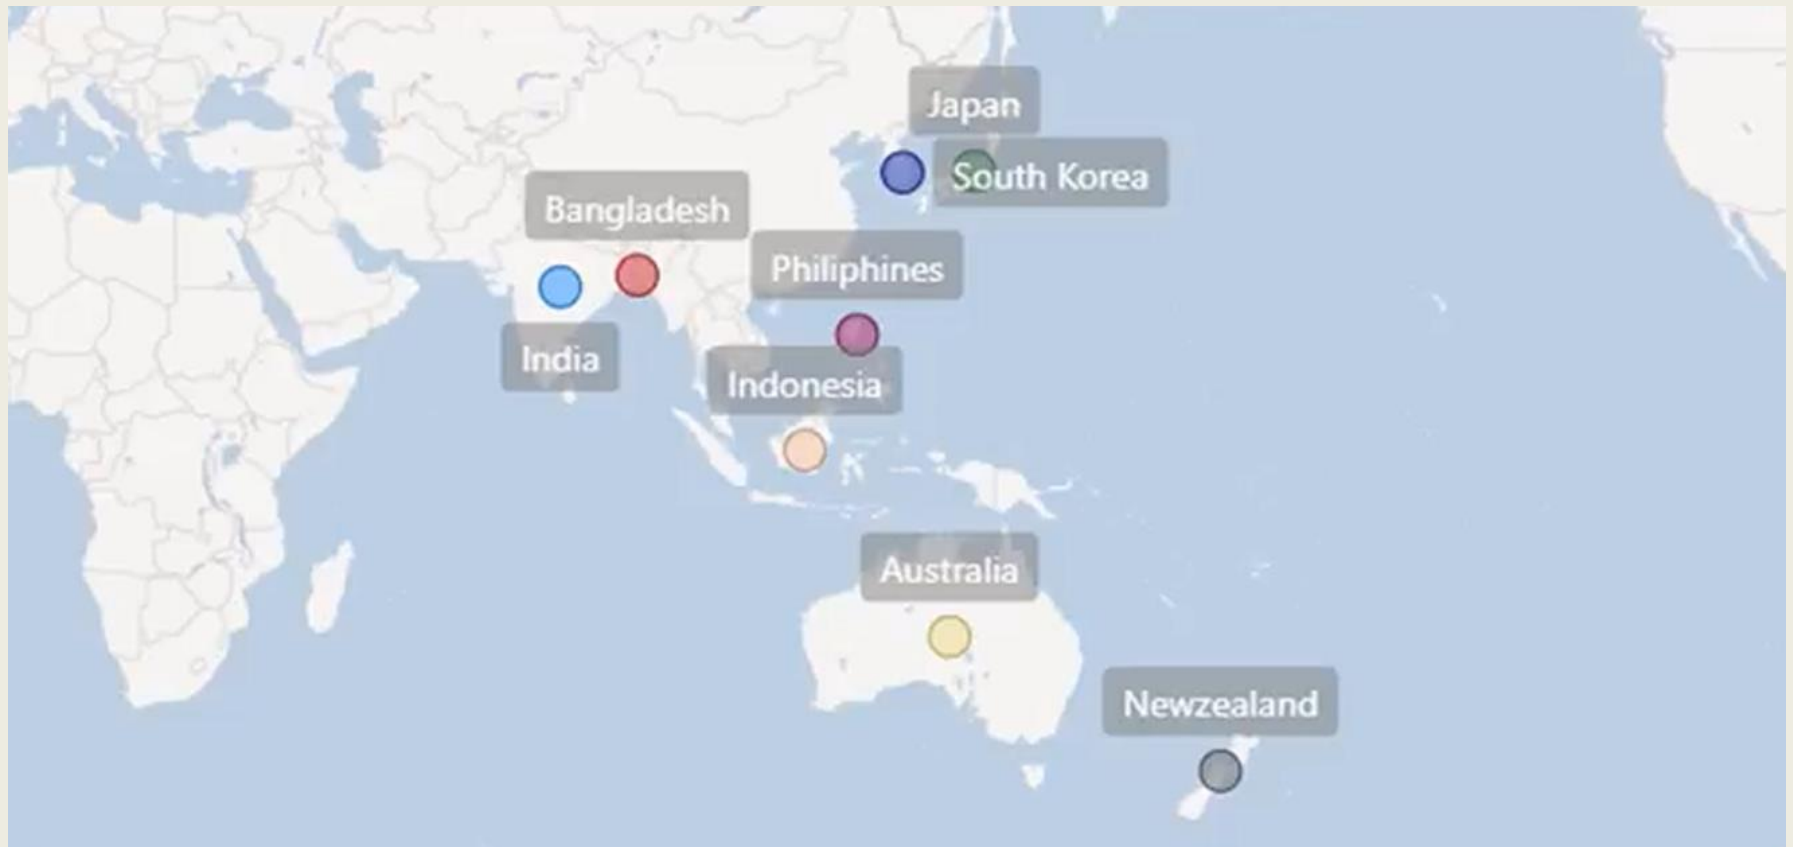 Japan
South Korea
Bangladesh
Philiphines
India
Indonesia
Australia
Newzealand